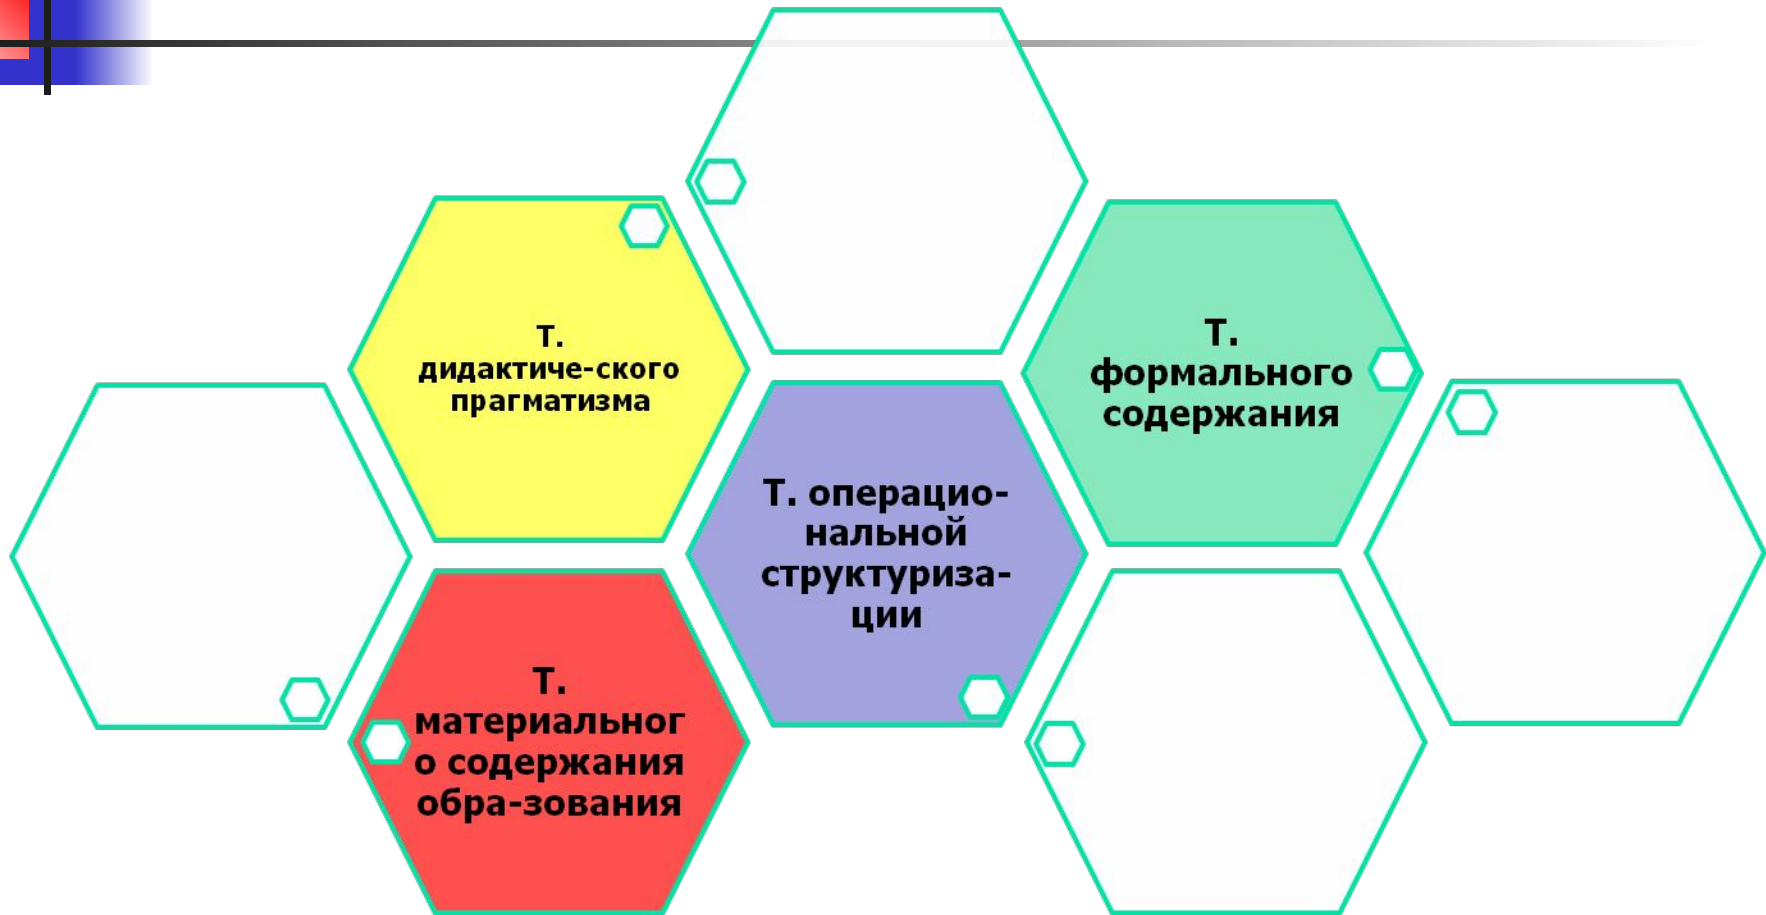 Т.
дидактиче-ского
прагматизма
Т.
формального
содержания
Т. операцио-
нальной
структуриза-
ции
Т.
материальног
о содержания
обра-зования